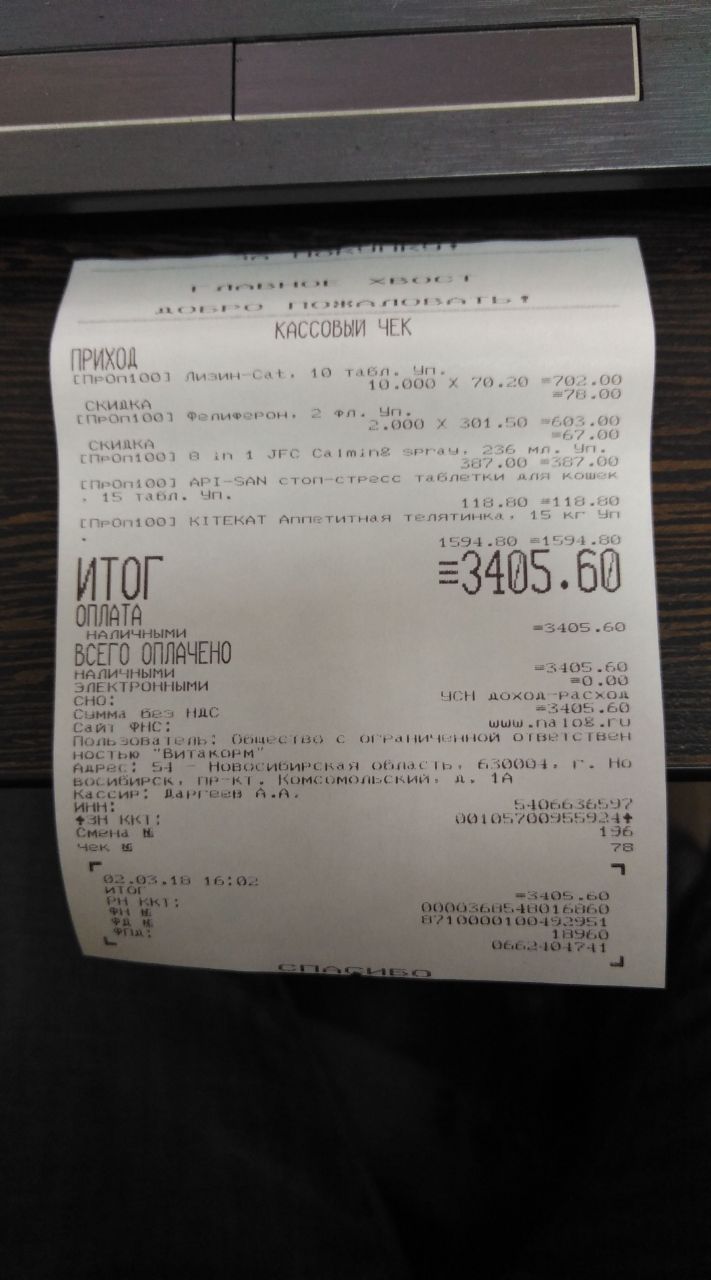 ЗА ПОКУПКУ!
ГЛАВНОЕ ХВОСТ
ДОБРО ПОЖАЛОВАТЬ!
КАССОВЫЙ ЧЕК
ПРИХОД
[ПрОп100] Лизин-Cat, 10 табл. Уп.
10.000 X 70.20 =702.00
=78.00
СКИДКА
[ПрОп100] Фелиферон, 2 фл. Уп.
2.000 X 301.50 =603.00
=67.00
СКИДКА
[ПрОп100] 8 in 1 JFC Calming spray, 236 мл. Уп.
387.00 =387.00
[ПрОп100] API-SAN стоп-стресс таблетки для кошек
, 15 табл. Уп.
118.80 =118.80
[ПрОп100] KITEKAT Аппетитная телятинка, 15 кг Уп
.
1594.80 =1594.80
ИТОГ =3405.60
ОПЛАТА
НАЛИЧНЫМИ =3405.60
ВСЕГО ОПЛАЧЕНО
НАЛИЧНЫМИ =3405.60
ЭЛЕКТРОННЫМИ =0.00
СНО: УСН доход-расход
Сумма без НДС =3405.60
Сайт ФНС: www.nalog.ru
Пользователь: Общество с ограниченной ответствен
ностью "Витакорм"
Адрес: 54 - Новосибирская область, 630004, г. Но
восибирск, пр-кт. Комсомольский, д. 1А
Кассир: Даргеев А.А.
ИНН: 5406636597
↑ЗН ККТ: 00105700955924↑
Смена № 196
Чек № 78
02.03.18 16:02
ИТОГ =3405.60
РН ККТ: 0000368548016860
ФН № 8710000100492951
ФД № 18960
ФПД: 0662404741
СПАСИБО